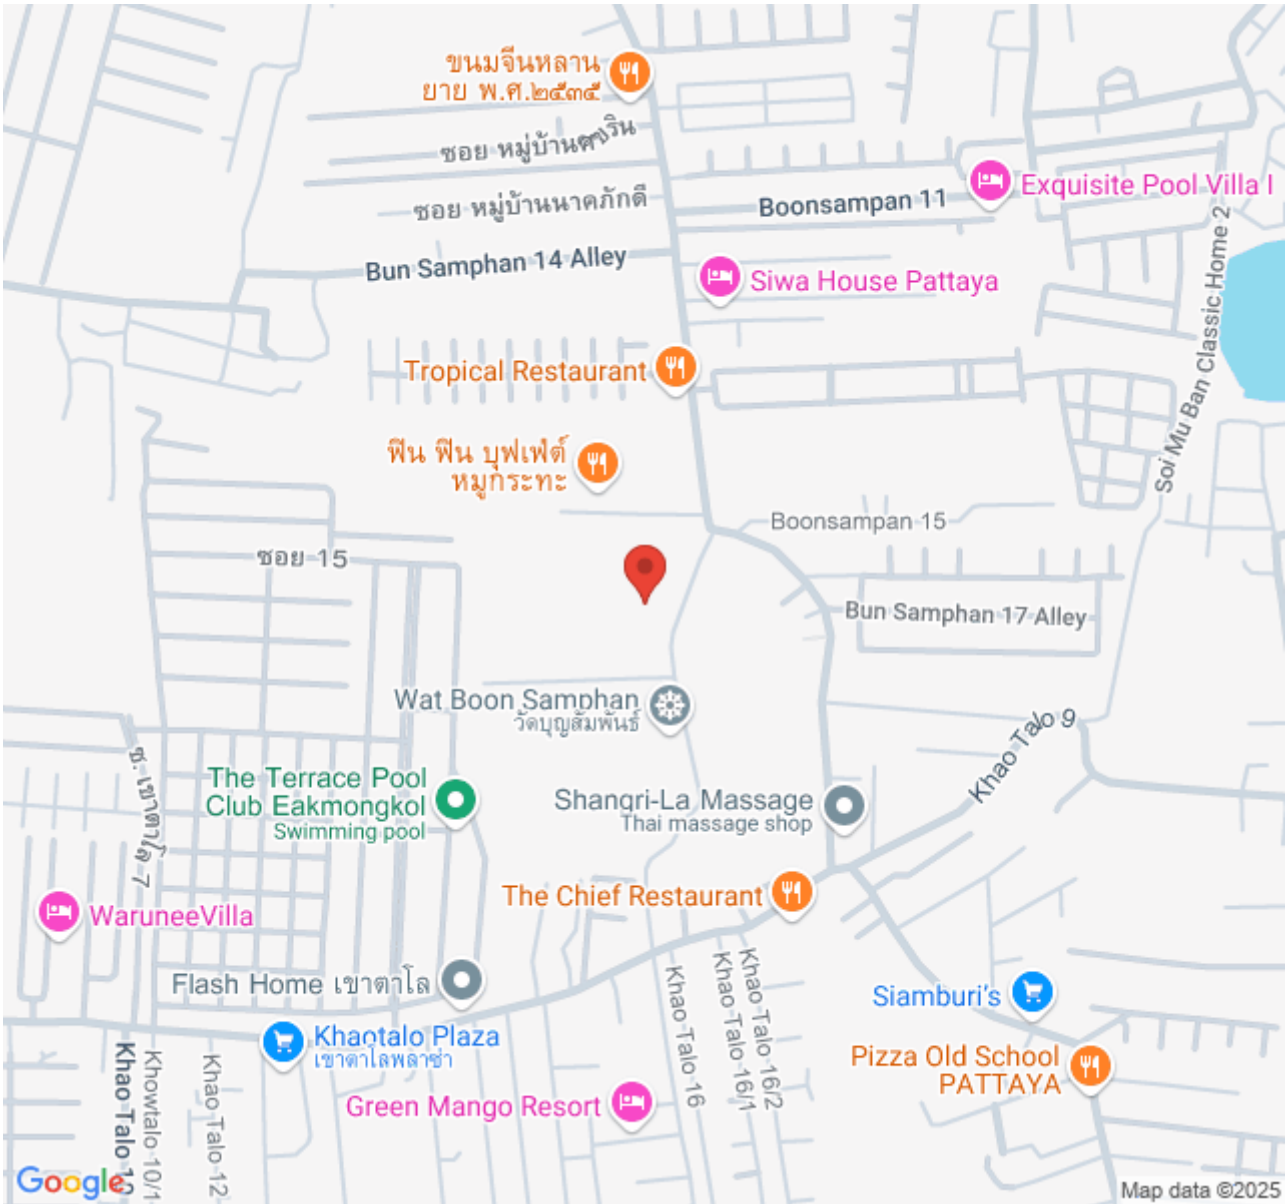 ขนมจีนหลาน
ยาย พ.ศ.๒๕๓๕
ซอย หมู่บ้านศรีริน
ซอย หมู่บ้านนาคภักดี
Boonsampan 11
Exquisite Pool Villa I
Bun Samphan 14 Alley
Siwa House Pattaya
Soi Mu Ban Classic Home 2
Tropical Restaurant
ฟิน ฟิน บุฟเฟ่ต์
หมูกระทะ
Boonsampan 15
ซอย 15
Bun Samphan 17 Alley
Wat Boon Samphan
วัดบุญสัมพันธ์
Khao Talo 9
ซ. เขาตาโล 7
The Terrace Pool
Club Eakmongkol
Swimming pool
Shangri-La Massage
Thai massage shop
The Chief Restaurant
WaruneeVilla
Flash Home เขาตาโล
Khao Talo 16
Khao Talo 16/1
Khao Talo 16/2
Siamburi's
Khaotalo Plaza
เขาตาโลพลาซ่า
Pizza Old School
PATTAYA
Green Mango Resort
Khao Talo 10
Khowtalo 10/1
Khao Talo 12
Google
Map data ©2025